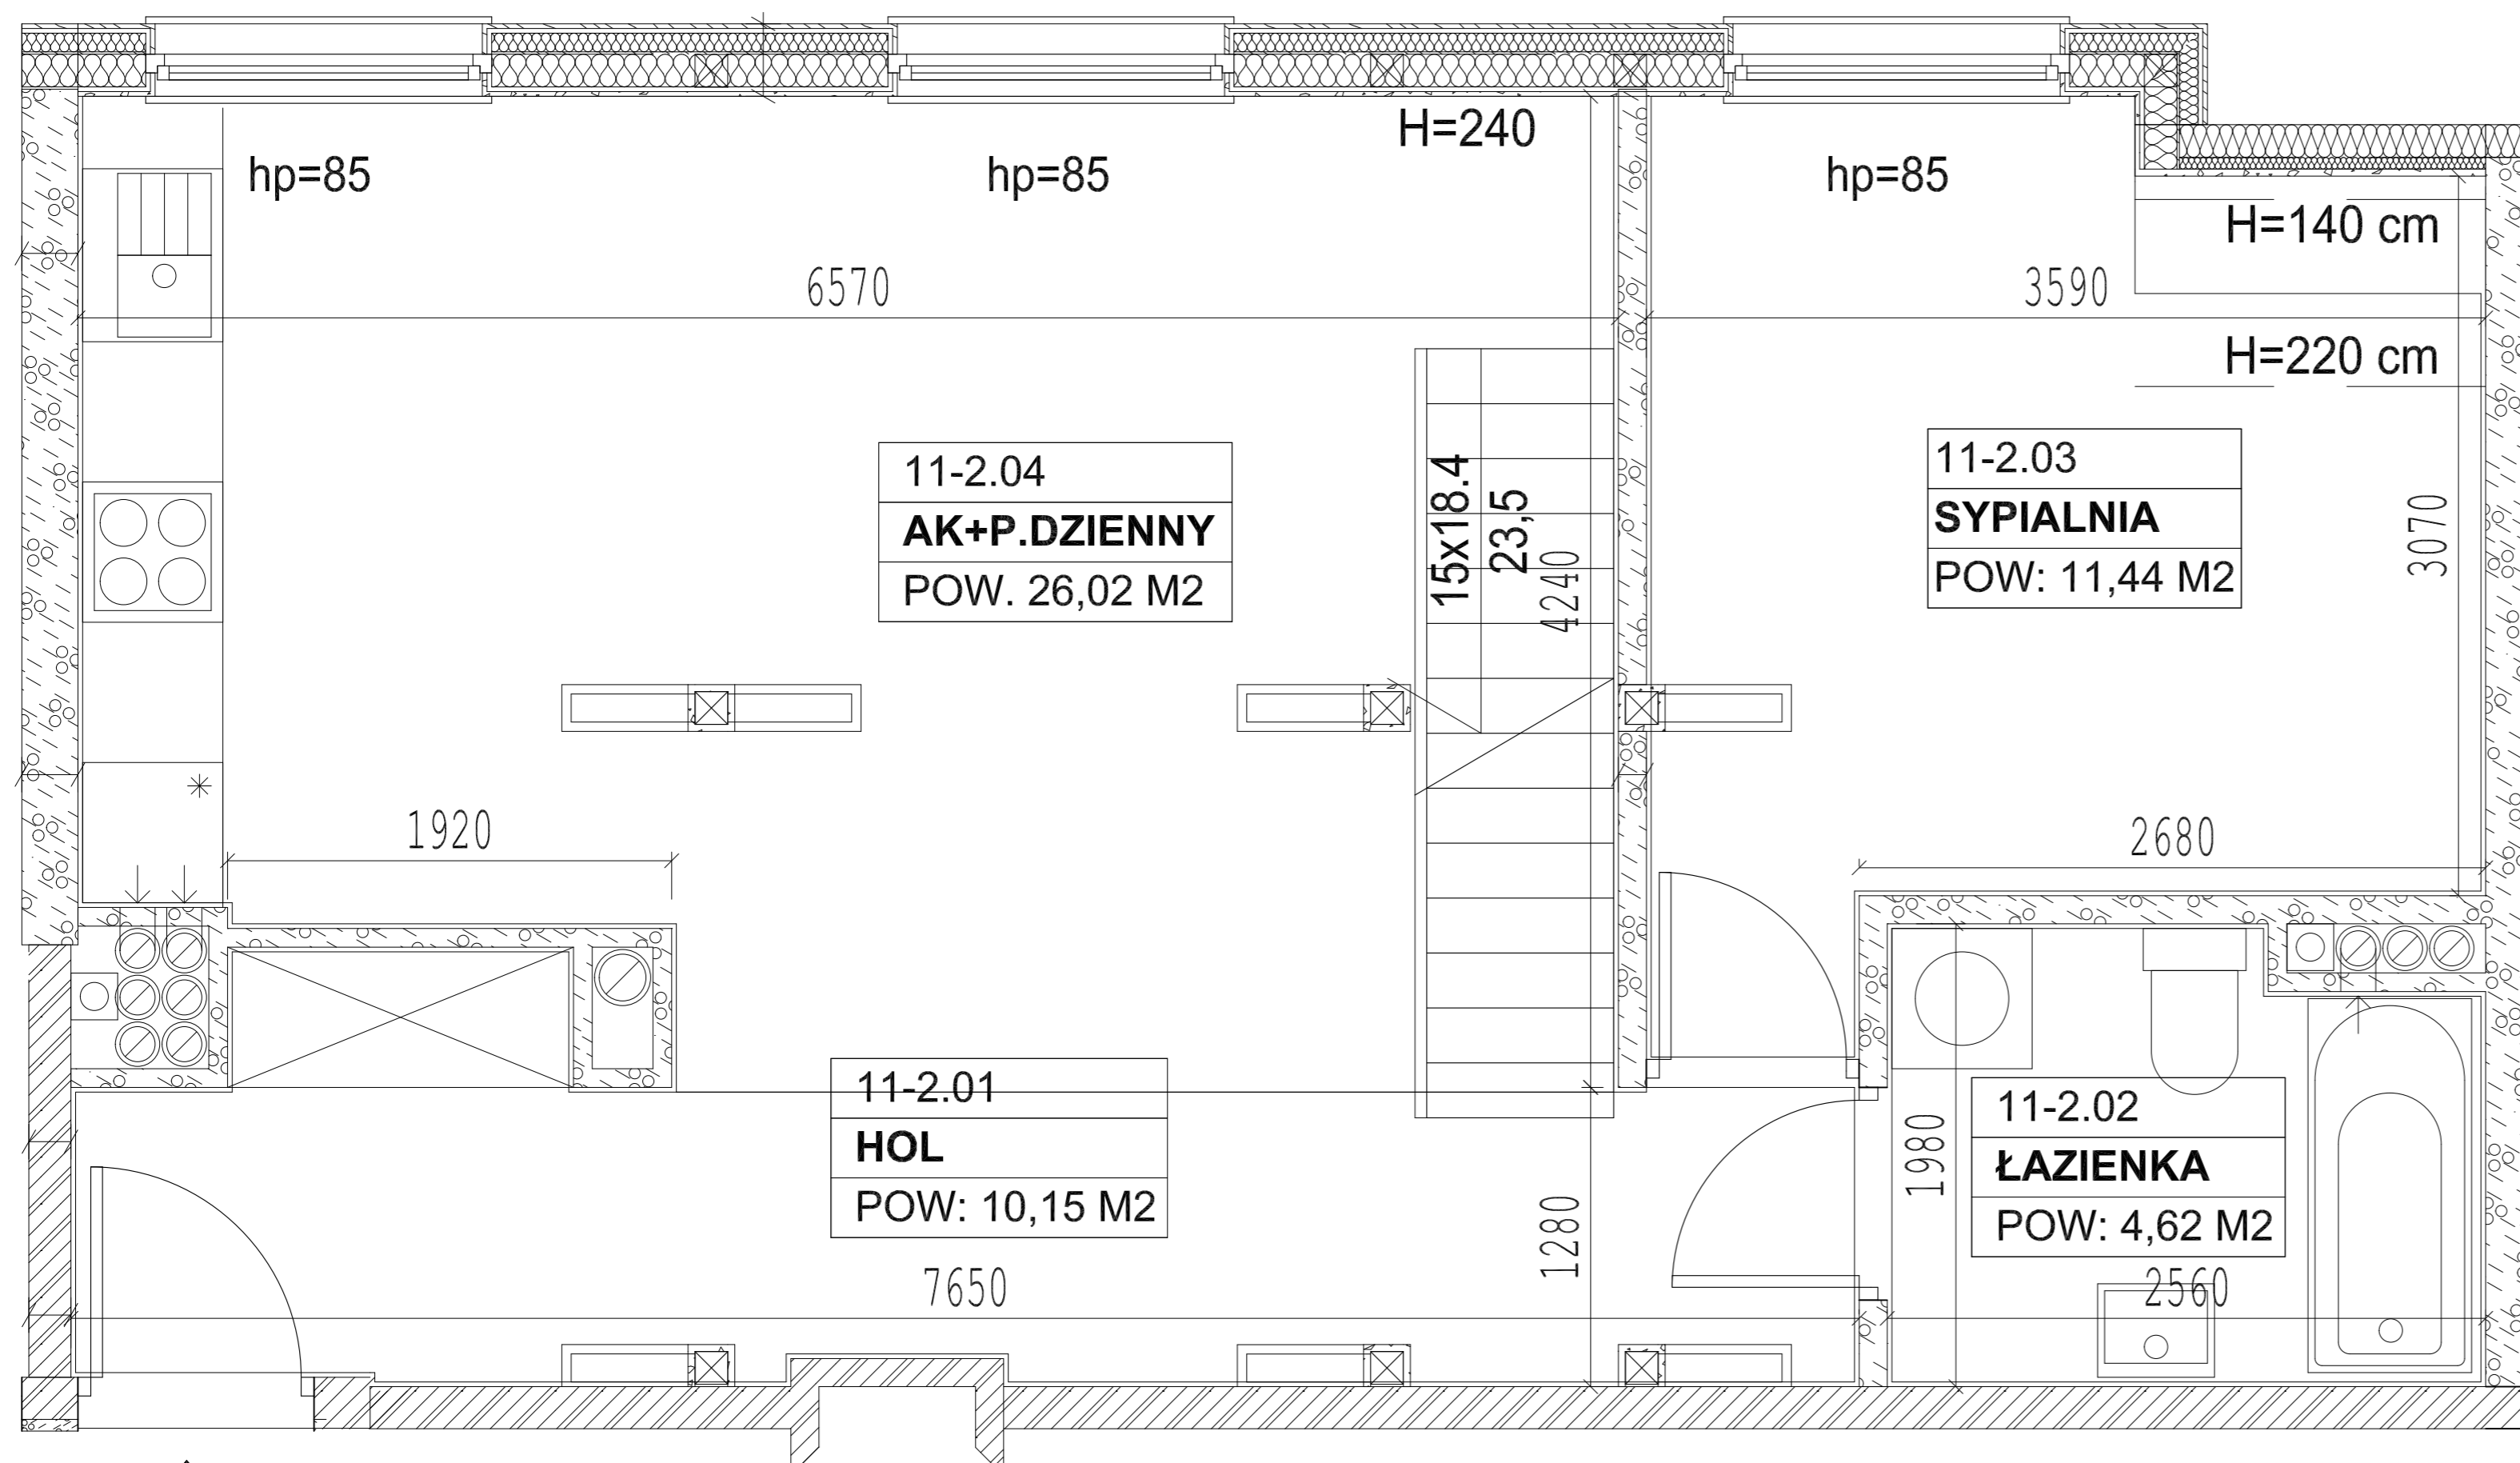 H=240
hp=85
hp=85
hp=85
H=140 cm
6570
3590
H=220 cm
11-2.04
AK+P.DZIENNY
POW. 26,02 M2
15x18.4
23,5
4240
11-2.03
SYPIALNIA
POW: 11,44 M2
3070
1920
2680
11-2.01
HOL
POW: 10,15 M2
1280
1980
11-2.02
ŁAZIENKA
POW: 4,62 M2
7650
2560